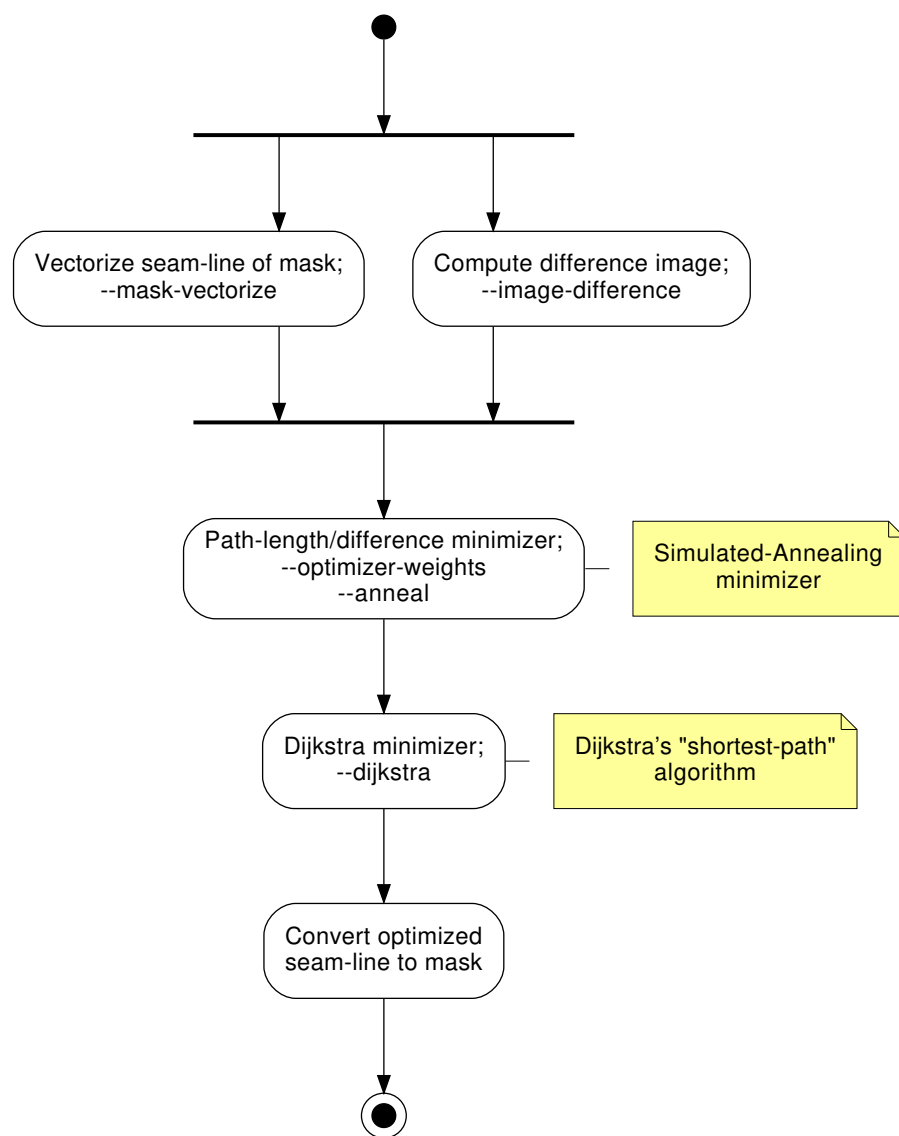 Vectorize seam-line of mask;
--mask-vectorize
Compute difference image;
--image-difference
Path-length/difference minimizer;
--optimizer-weights
--anneal
Simulated-Annealing
minimizer
Dijkstra minimizer;
--dijkstra
Dijkstra's "shortest-path"
algorithm
Convert optimized
seam-line to mask